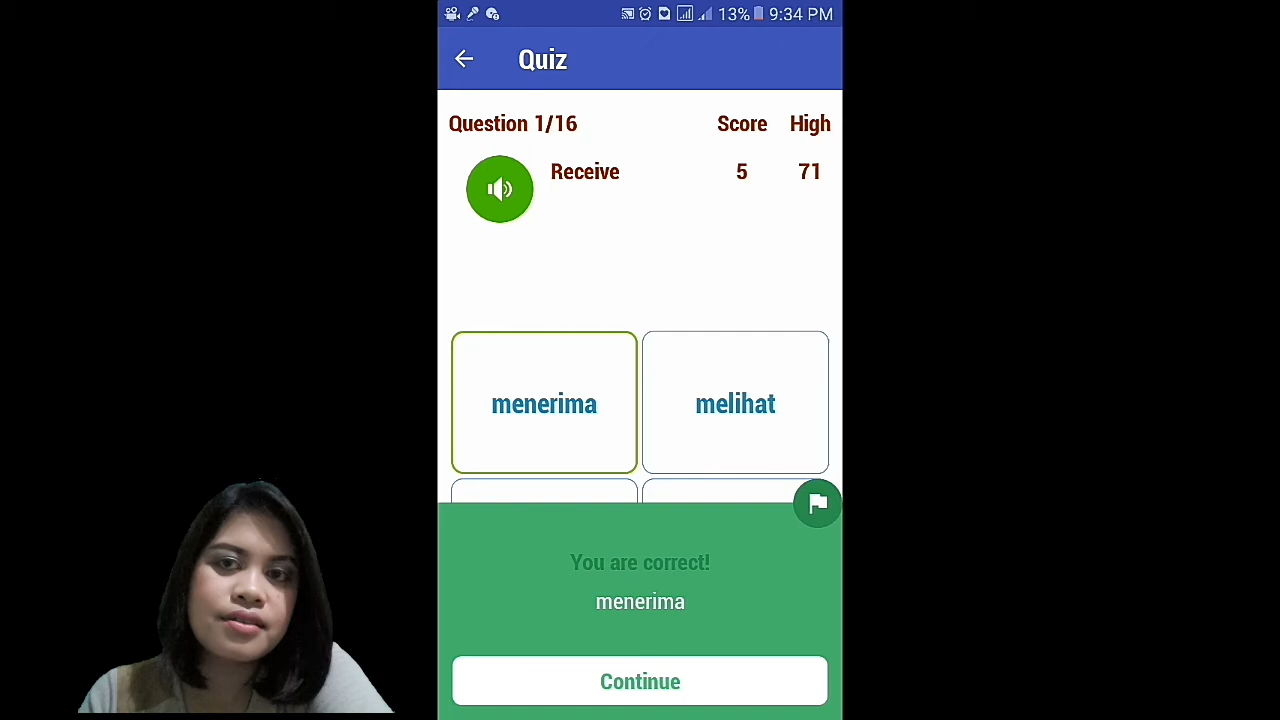 13% 9:34 PM
Quiz
Question 1/16 Score High
Receive 5 71
menerima melihat
You are correct!
menerima
Continue